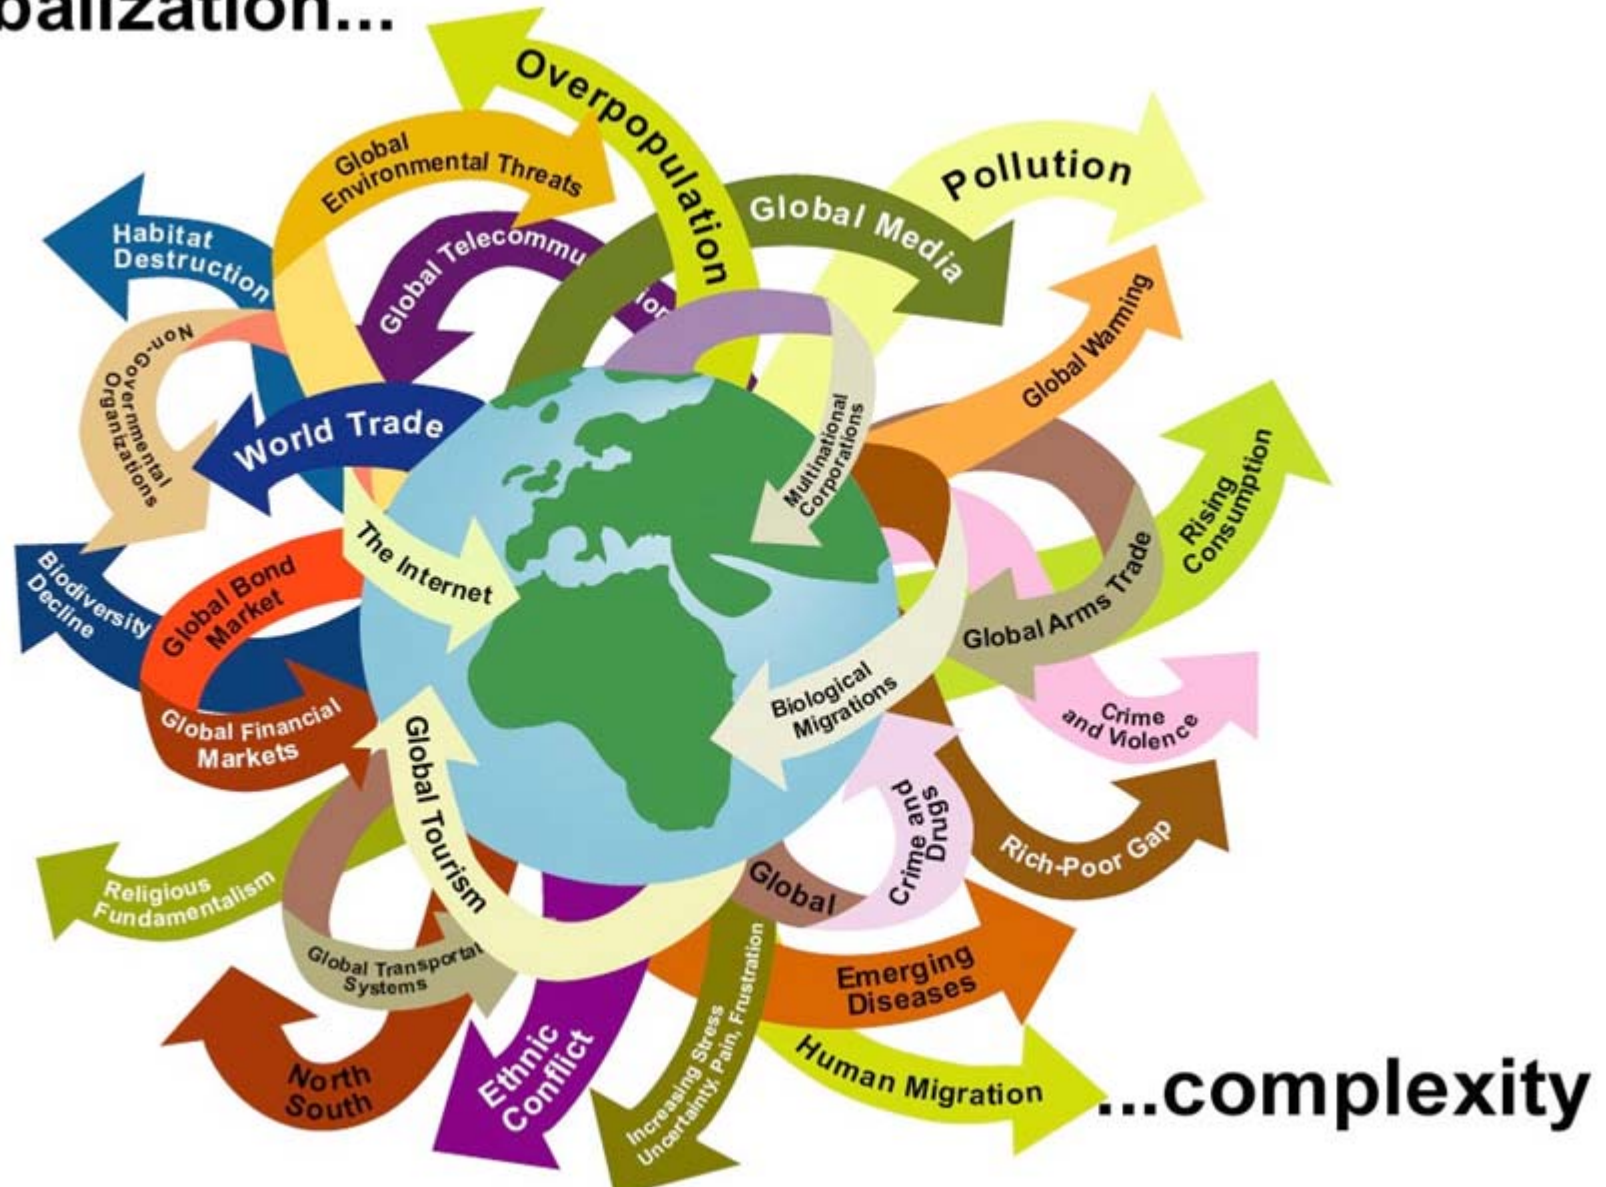 balization...
Overpopulation
Global
Environmental Threats
Pollution
Global Media
Habitat
Destruction
Global Telecommu
ion
Global Warming
Non-Governmental
Organizations
World Trade
Multinational
Corporations
Rising
Consumption
The Internet
Biodiversity
Decline
Global Bond
Market
Global Arms Trade
Biological
Migrations
Global Financial
Markets
Crime
and Violence
Global Tourism
Crime and
Drugs
Rich-Poor Gap
Global
Religious
Fundamentalism
Global Transportat
Systems
Emerging
Diseases
Increasing Stress
Uncertainty, Pain, Frustration
North
South
Ethnic
Conflict
Human Migration
...complexity